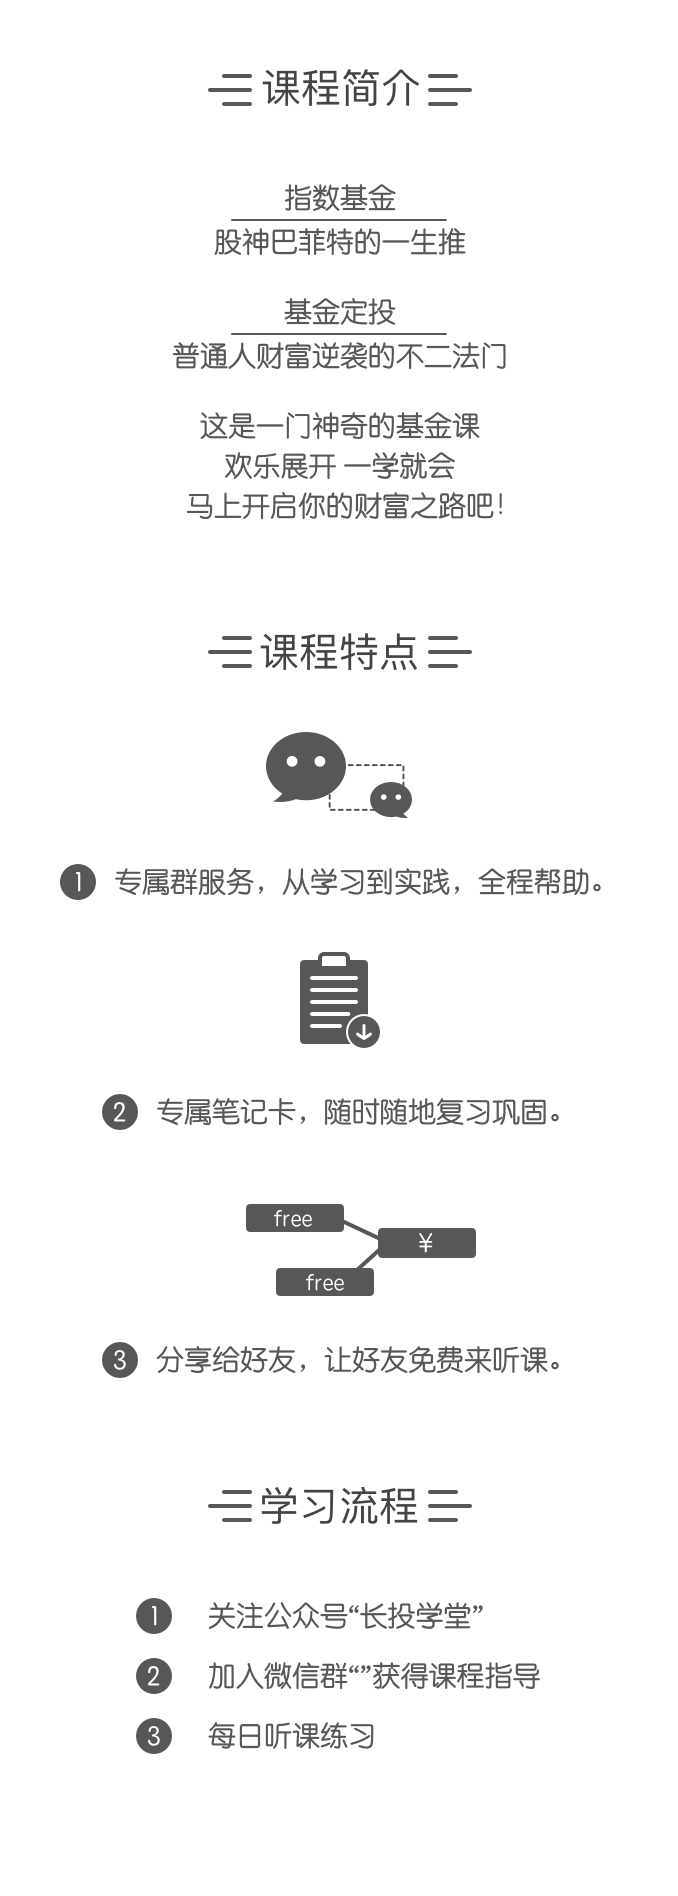 课程简介
指数基金
股神巴菲特的一生推
基金定投
普通人财富逆袭的不二法门
这是一门神奇的基金课
欢乐展开 一学就会
马上开启你的财富之路吧!
课程特点
1 专属群服务，从学习到实践，全程帮助。
2 专属笔记卡，随时随地复习巩固。
free
¥
free
3 分享给好友，让好友免费来听课。
学习流程
1 关注公众号“长投学堂”
2 加入微信群“”获得课程指导
3 每日听课练习